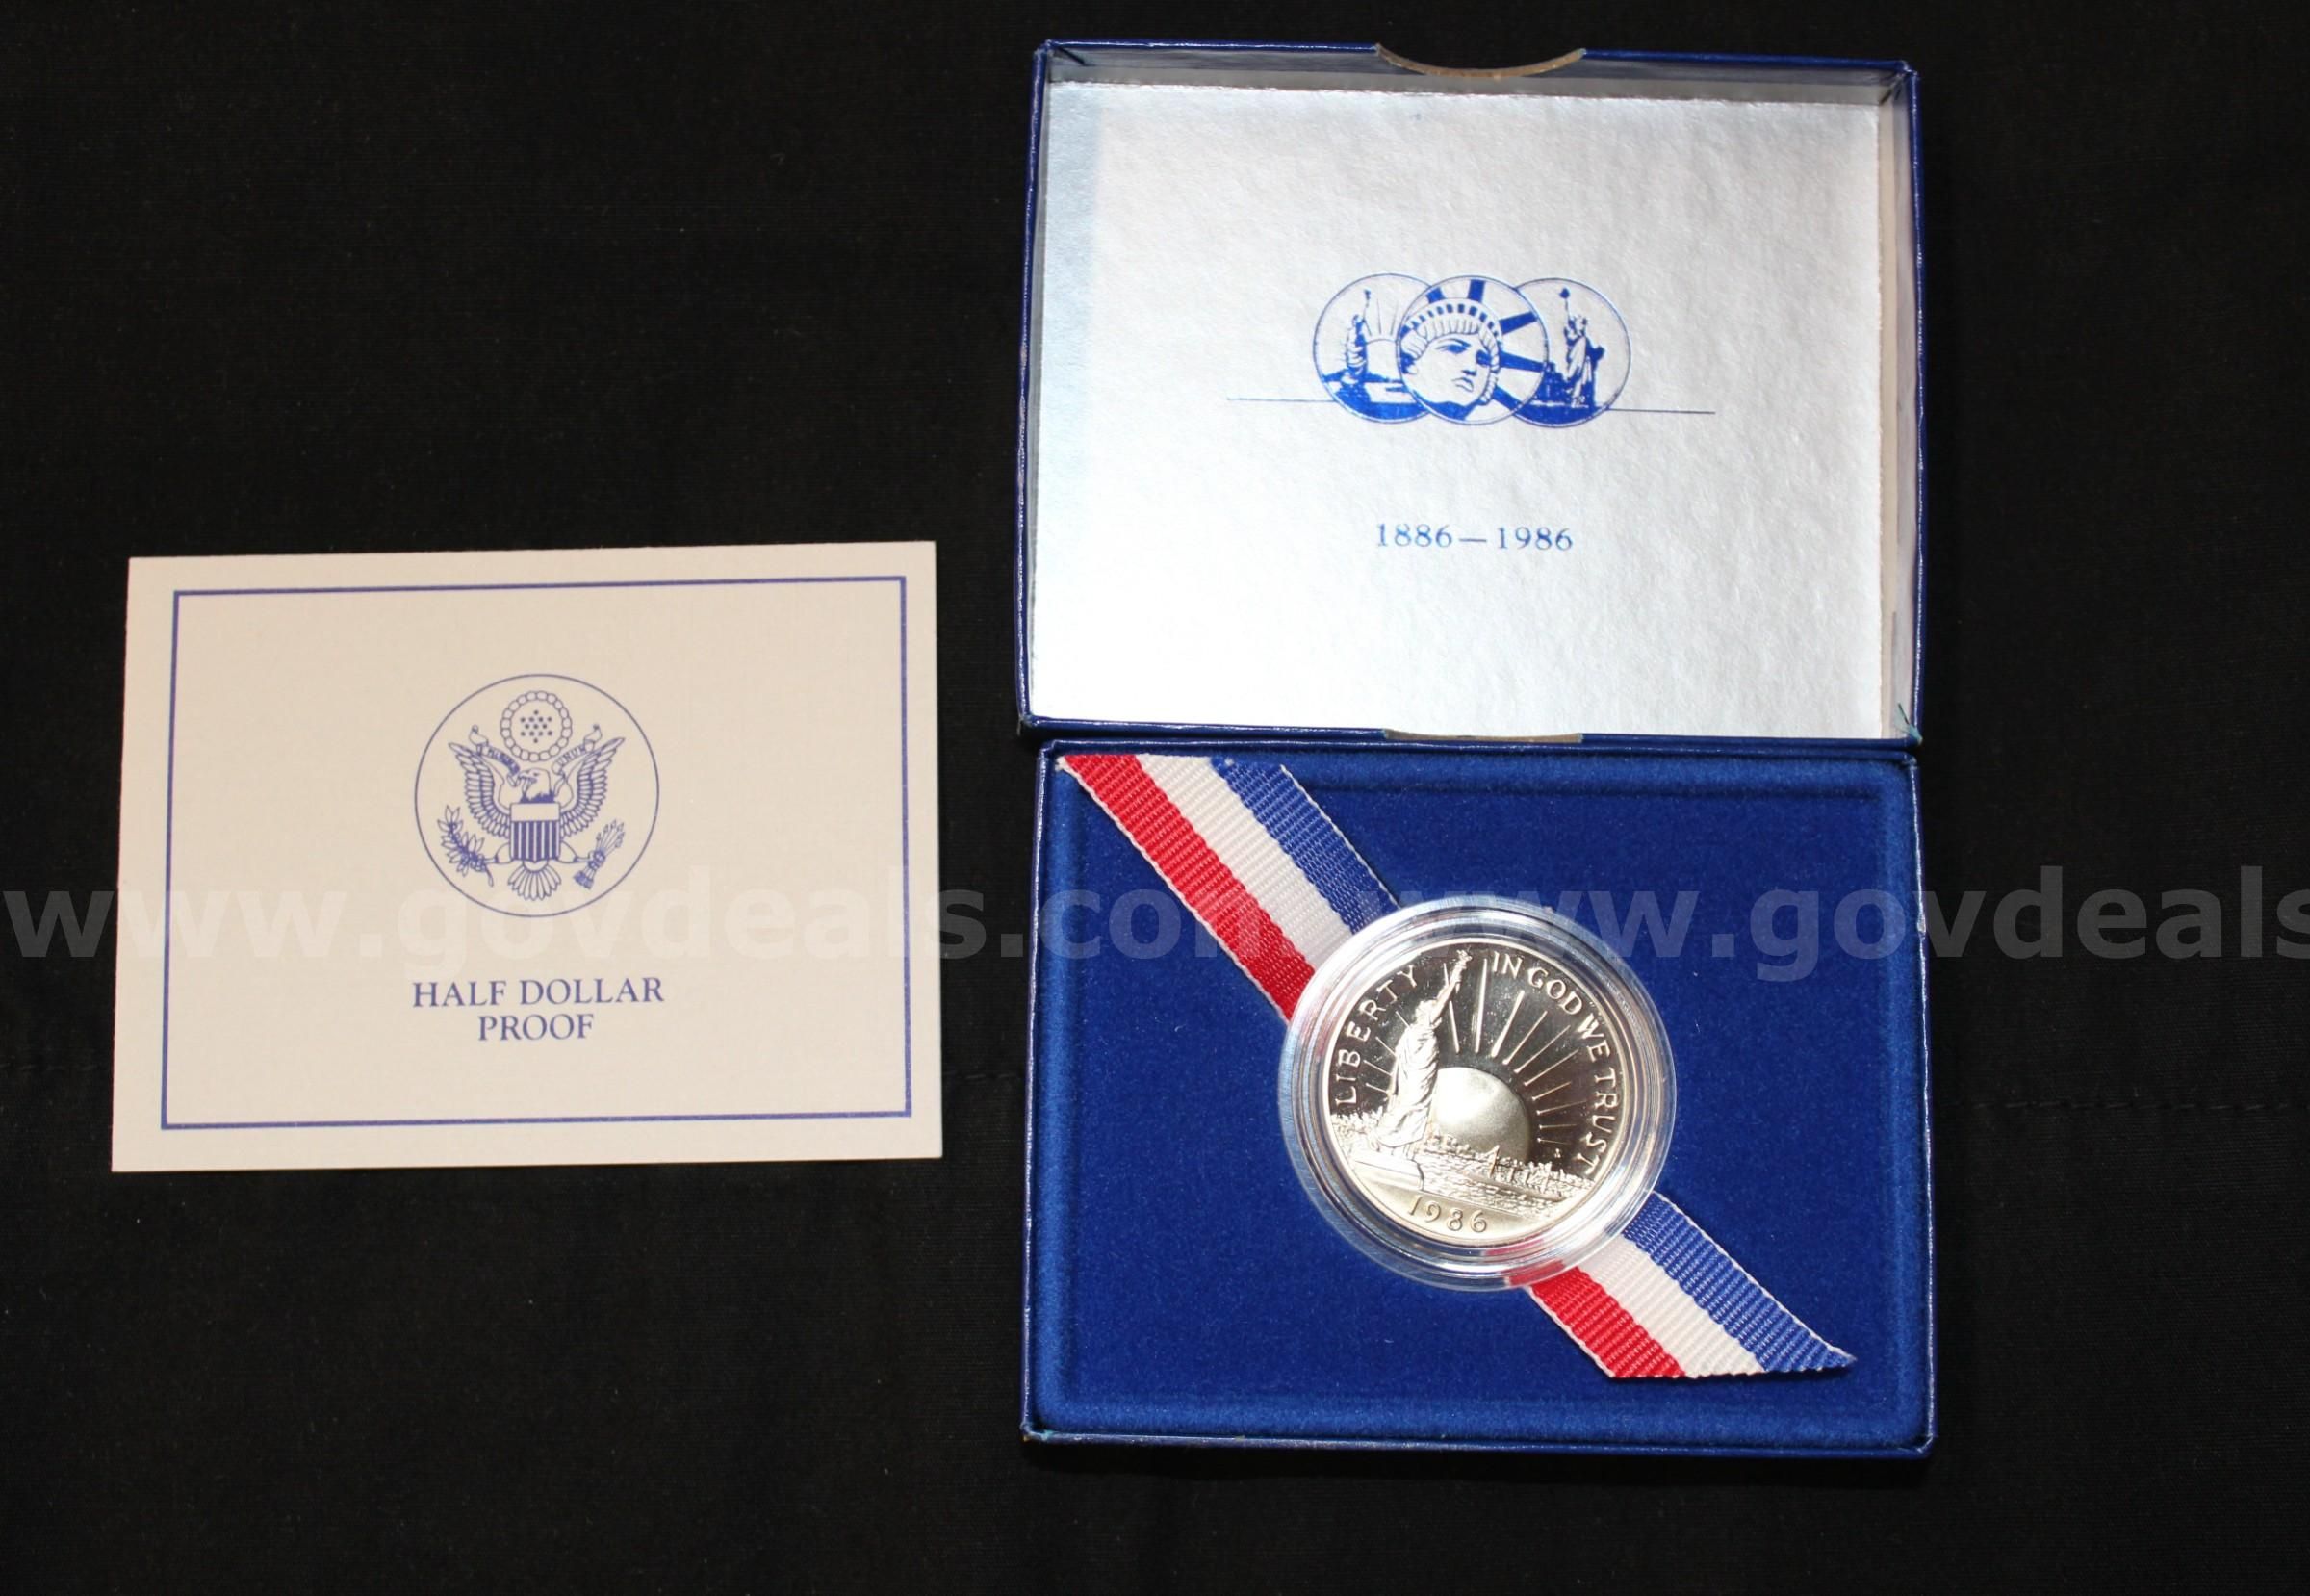 1886—1986
HALF DOLLAR
PROOF
LIBERTY
IN GOD WE TRUST
1986
www.govdeals.com
www.govdeals